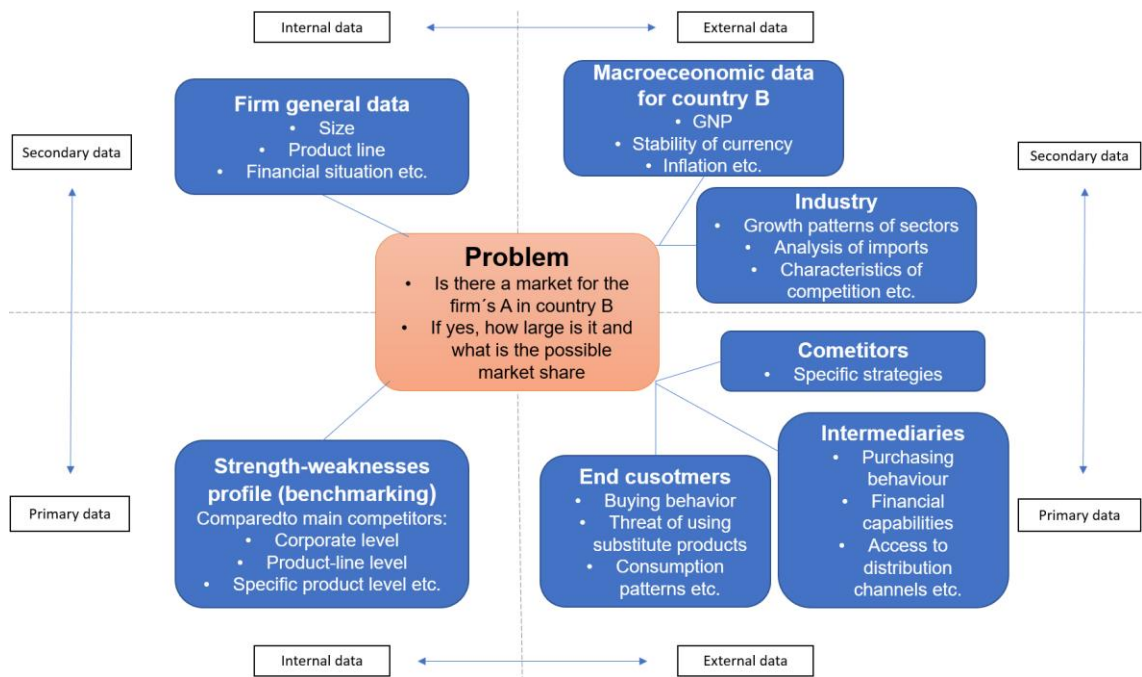 Internal data
External data
Firm general data
• Size
• Product line
• Financial situation etc.
Macroeceonomic data
for country B
• GNP
• Stability of currency
• Inflation etc.
Secondary data
Secondary data
Industry
• Growth patterns of sectors
• Analysis of imports
• Characteristics of
competition etc.
Problem
• Is there a market for the
firm´s A in country B
• If yes, how large is it and
what is the possible
market share
Cometitors
• Specific strategies
Intermediaries
• Purchasing
behaviour
• Financial
capabilities
• Access to
distribution
channels etc.
Strength-weaknesses
profile (benchmarking)
Comparedto main competitors:
• Corporate level
• Product-line level
• Specific product level etc.
End cusotmers
• Buying behavior
• Threat of using
substitute products
• Consumption
patterns etc.
Primary data
Primary data
Internal data
External data